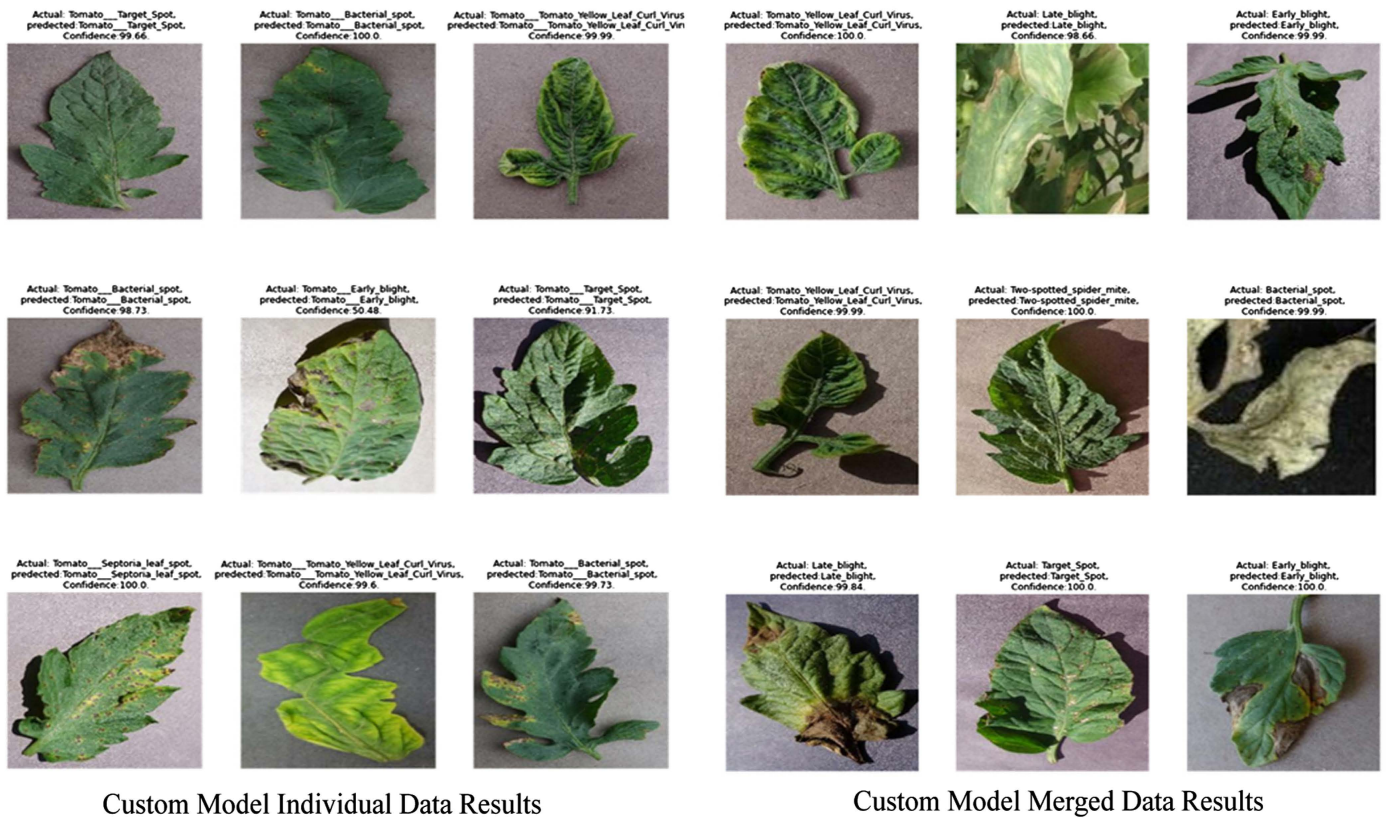 Actual: Tomato___Target_Spot,
predected:Tomato___Target_Spot,
Confidence:99.66.
Actual: Tomato___Bacterial_spot,
predected:Tomato___Bacterial_spot,
Confidence:100.0.
Actual: Tomato___Tomato_Yellow_Leaf_Curl_Virus
predected:Tomato___Tomato_Yellow_Leaf_Curl_Vir
Confidence:99.99.
Actual: Tomato_Yellow_Leaf_Curl_Virus,
predected:Tomato_Yellow_Leaf_Curl_Virus,
Confidence:100.0.
Actual: Late_blight,
predected:Late_blight,
Confidence:98.66.
Actual: Early_blight,
predected:Early_blight,
Confidence:99.99.
Actual: Tomato___Bacterial_spot,
predected:Tomato___Bacterial_spot,
Confidence:98.73.
Actual: Tomato___Early_blight,
predected:Tomato___Early_blight,
Confidence:50.48.
Actual: Tomato___Target_Spot,
predected:Tomato___Target_Spot,
Confidence:91.73.
Actual: Tomato_Yellow_Leaf_Curl_Virus,
predected:Tomato_Yellow_Leaf_Curl_Virus,
Confidence:99.99.
Actual: Two-spotted_spider_mite,
predected:Two-spotted_spider_mite,
Confidence:100.0.
Actual: Bacterial_spot,
predected:Bacterial_spot,
Confidence:99.99.
Actual: Tomato___Septoria_leaf_spot,
predected:Tomato___Septoria_leaf_spot,
Confidence:100.0.
Actual: Tomato___Tomato_Yellow_Leaf_Curl_Virus,
predected:Tomato___Tomato_Yellow_Leaf_Curl_Virus,
Confidence:99.6.
Actual: Tomato___Bacterial_spot,
predected:Tomato___Bacterial_spot,
Confidence:99.73.
Actual: Late_blight,
predected:Late_blight,
Confidence:99.84.
Actual: Target_Spot,
predected:Target_Spot,
Confidence:100.0.
Actual: Early_blight,
predected:Early_blight,
Confidence:100.0.
Custom Model Individual Data Results
Custom Model Merged Data Results